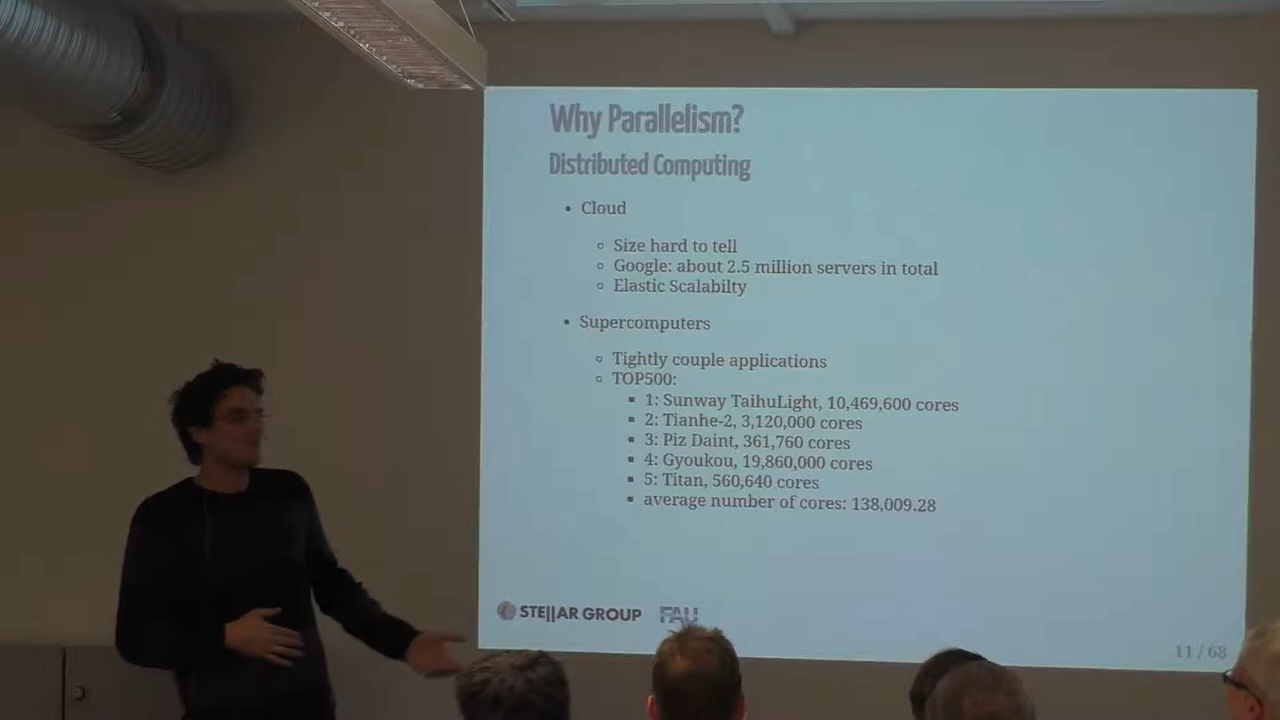 Why Parallelism?
Distributed Computing
• Cloud
◦ Size hard to tell
◦ Google: about 2.5 million servers in total
◦ Elastic Scalabilty
• Supercomputers
◦ Tightly couple applications
◦ TOP500:
▪ 1: Sunway TaihuLight, 10,469,600 cores
▪ 2: Tianhe-2, 3,120,000 cores
▪ 3: Piz Daint, 361,760 cores
▪ 4: Gyoukou, 19,860,000 cores
▪ 5: Titan, 560,640 cores
▪ average number of cores: 138,009.28
STE||AR GROUP FAU
11 / 68